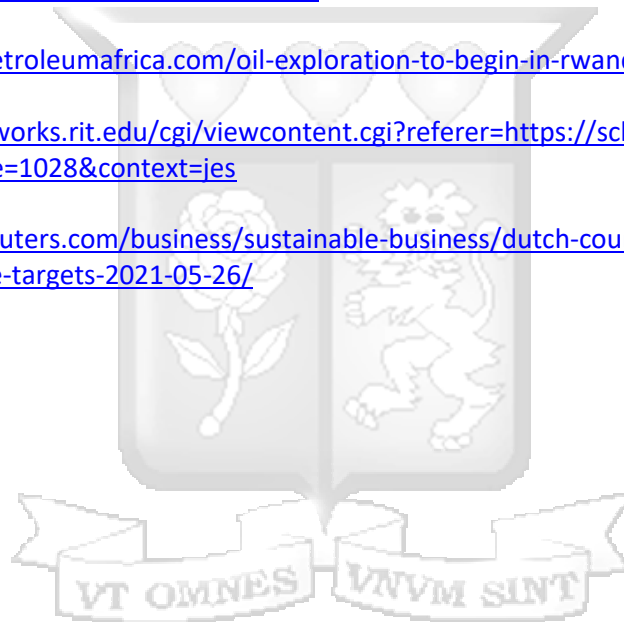 etroleumafrica.com/oil-exploration-to-begin-in-rwand
works.rit.edu/cgi/viewcontent.cgi?referer=https://scl
e=1028&context=jes
uters.com/business/sustainable-business/dutch-cou
e-targets-2021-05-26/
VT OMNES VNVM SINT